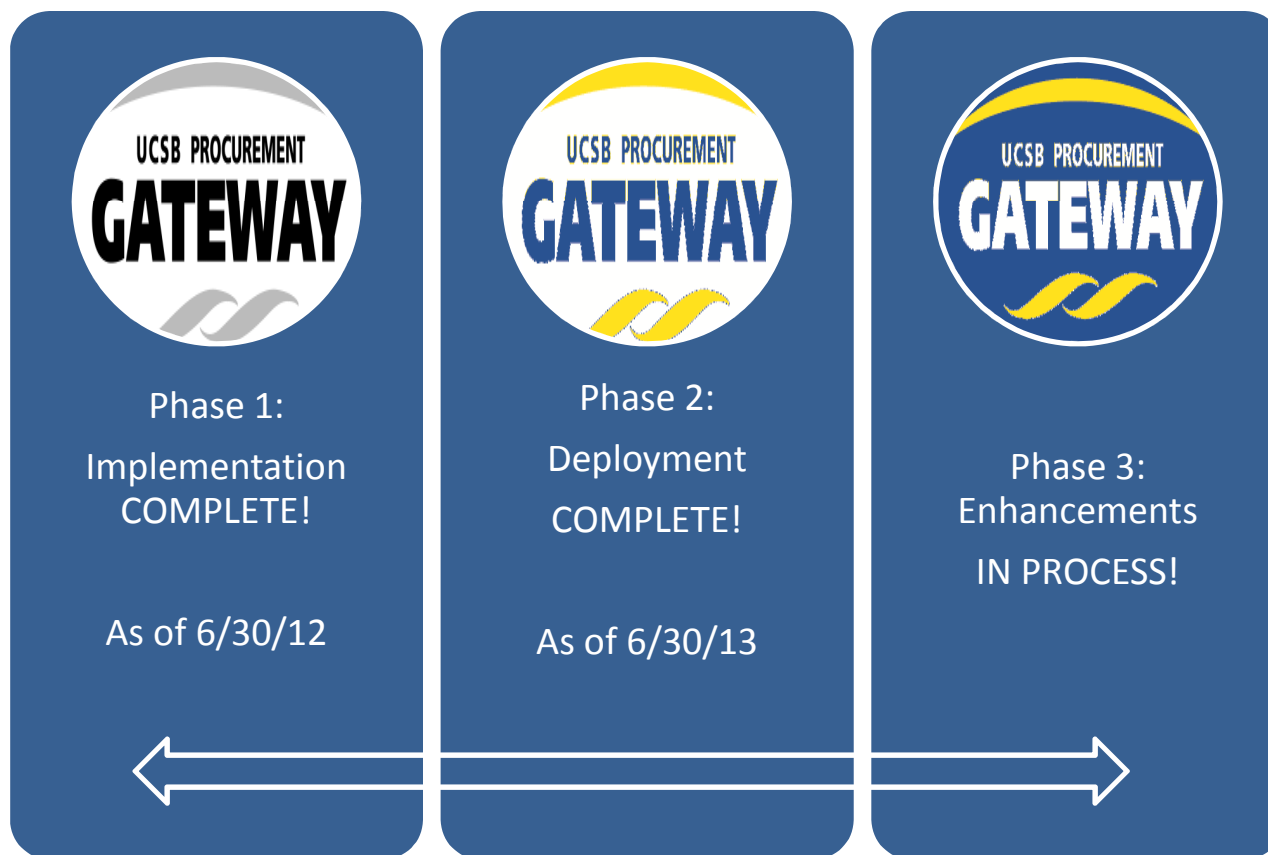 UCSB PROCUREMENT
GATEWAY
Phase 1:
Implementation
COMPLETE!
As of 6/30/12
UCSB PROCUREMENT
GATEWAY
Phase 2:
Deployment
COMPLETE!
As of 6/30/13
UCSB PROCUREMENT
GATEWAY
Phase 3:
Enhancements
IN PROCESS!